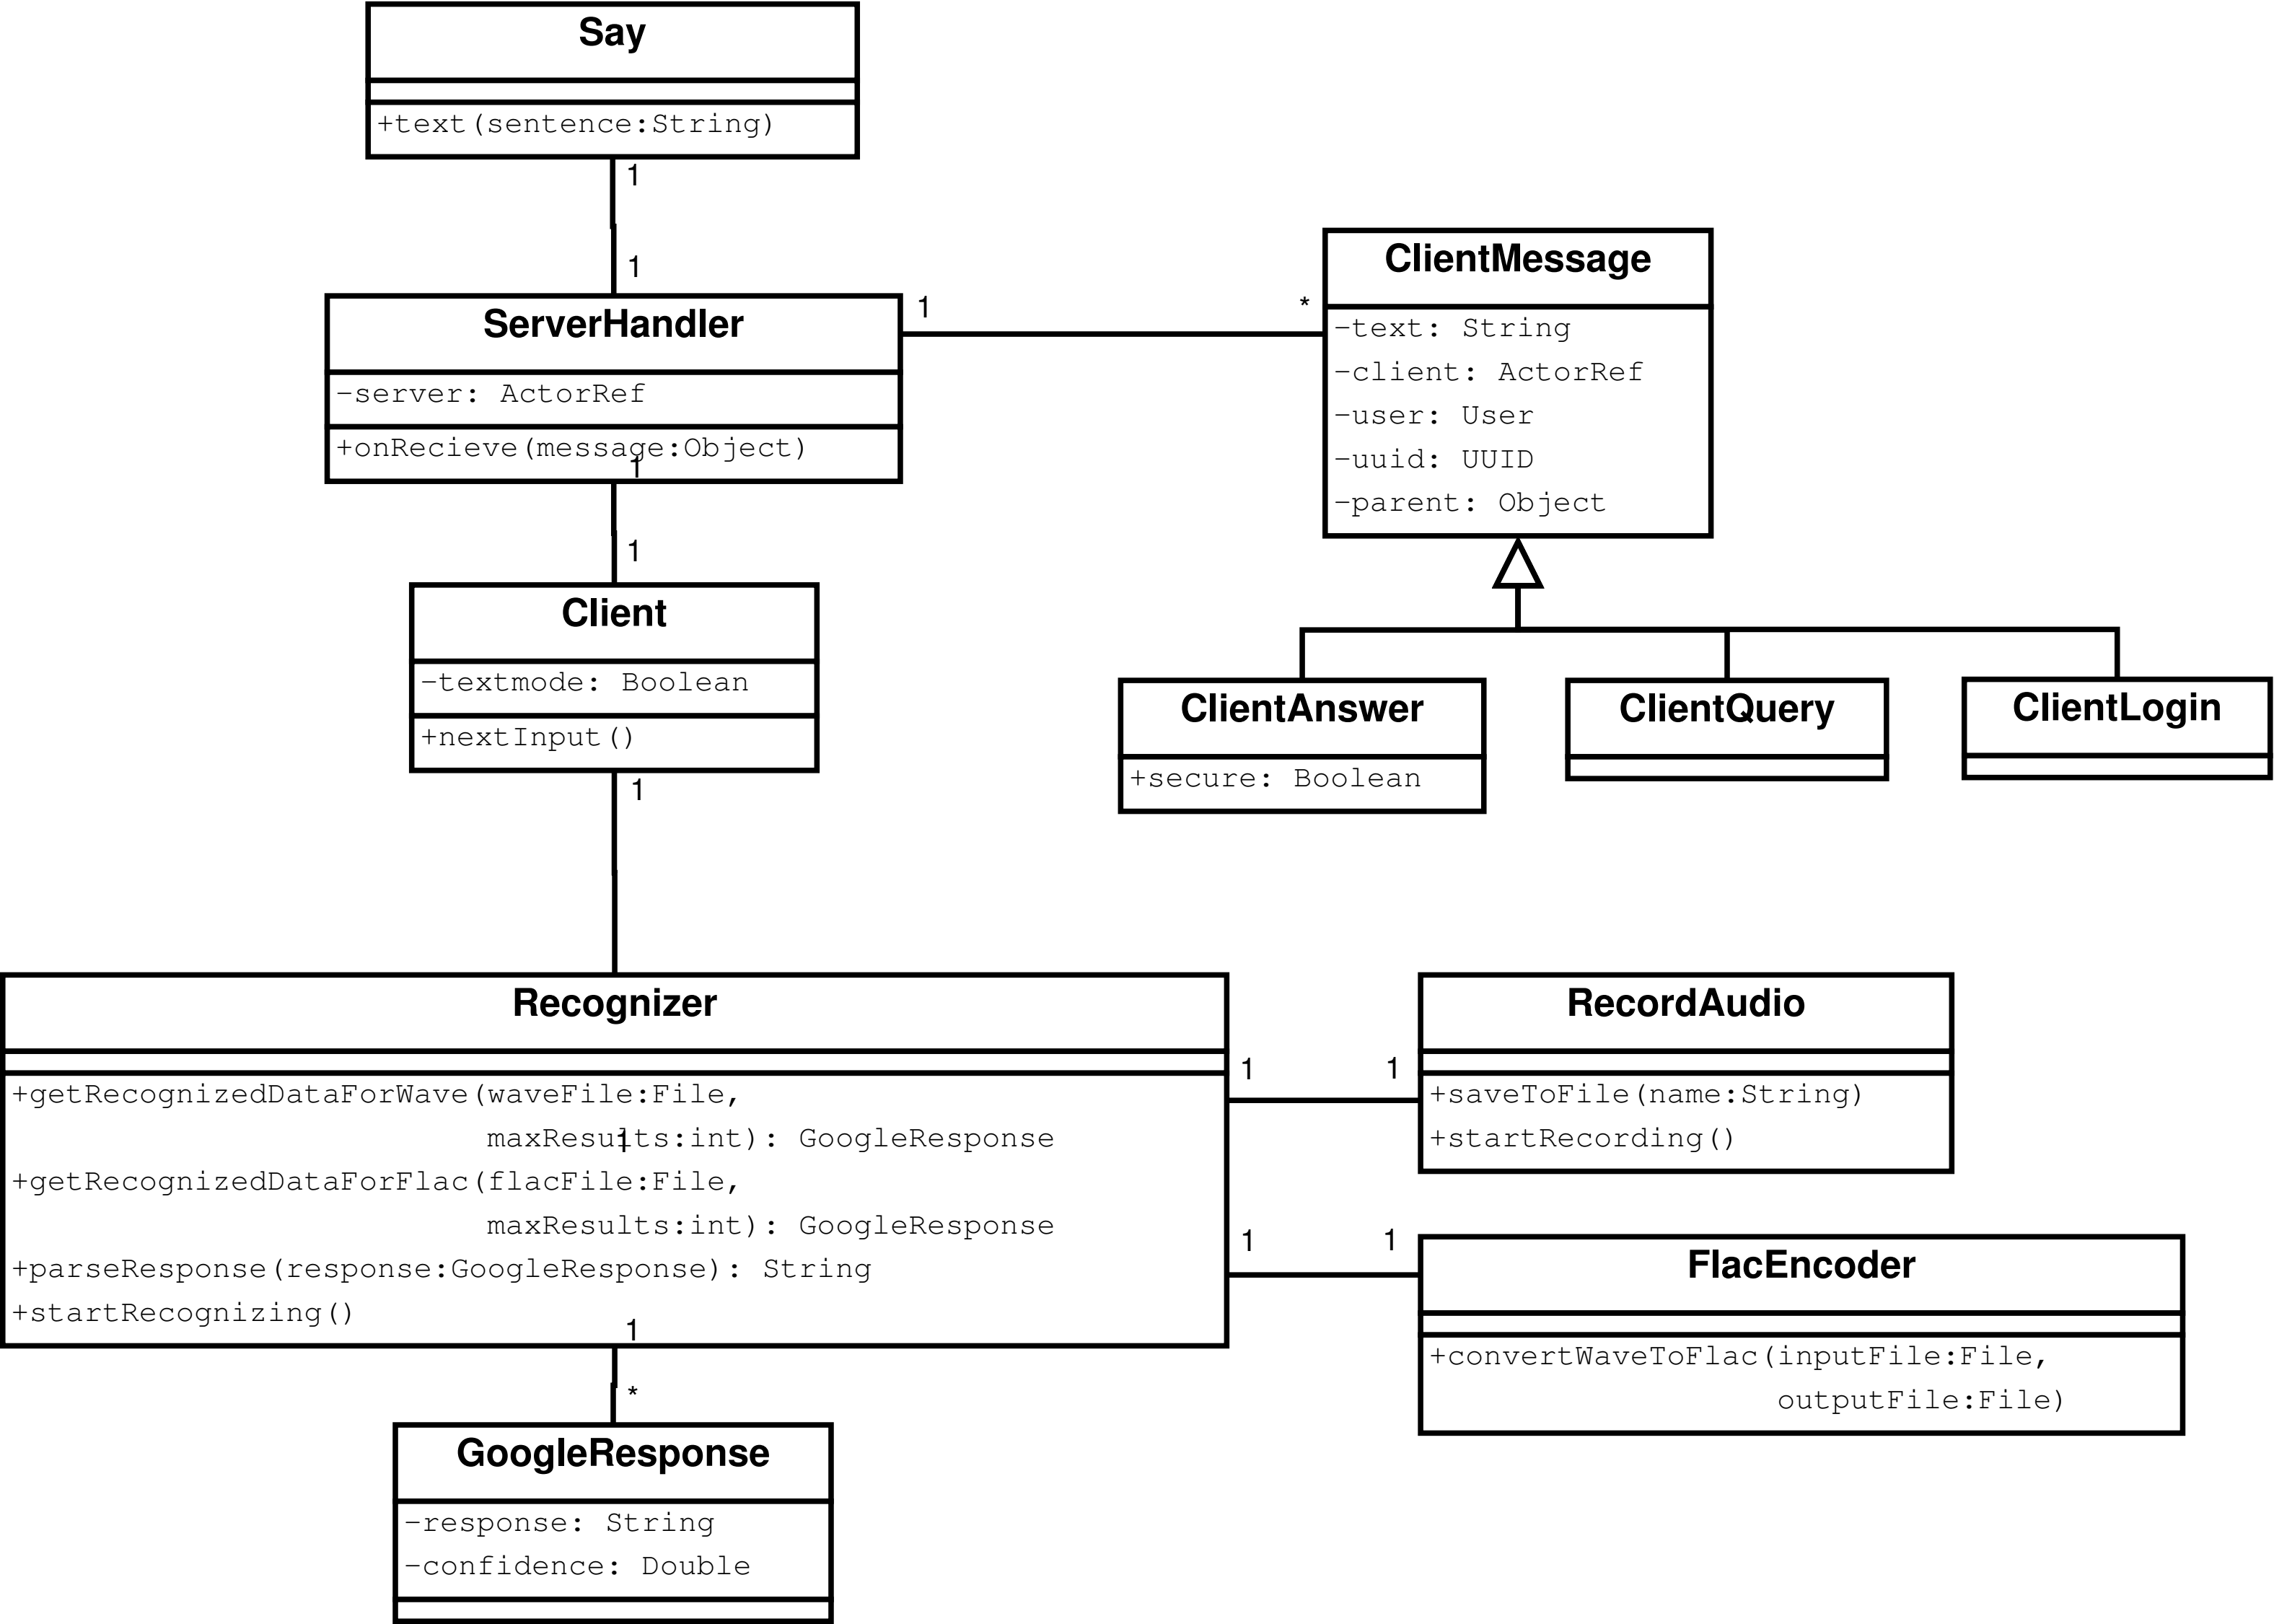 Say
+text(sentence:String)
1
1
ServerHandler
-server: ActorRef
+onRecieve(message:Object)
1
*
ClientMessage
-text: String
-client: ActorRef
-user: User
-uuid: UUID
-parent: Object
1
1
Client
-textmode: Boolean
+nextInput()
1
ClientAnswer
+secure: Boolean
ClientQuery
ClientLogin
Recognizer
+getRecognizedDataForWave(waveFile:File,
maxResults:int): GoogleResponse
1
+getRecognizedDataForFlac(flacFile:File,
maxResults:int): GoogleResponse
+parseResponse(response:GoogleResponse): String
+startRecognizing()
1
1
RecordAudio
+saveToFile(name:String)
+startRecording()
1
1
FlacEncoder
+convertWaveToFlac(inputFile:File,
outputFile:File)
1
*
GoogleResponse
-response: String
-confidence: Double